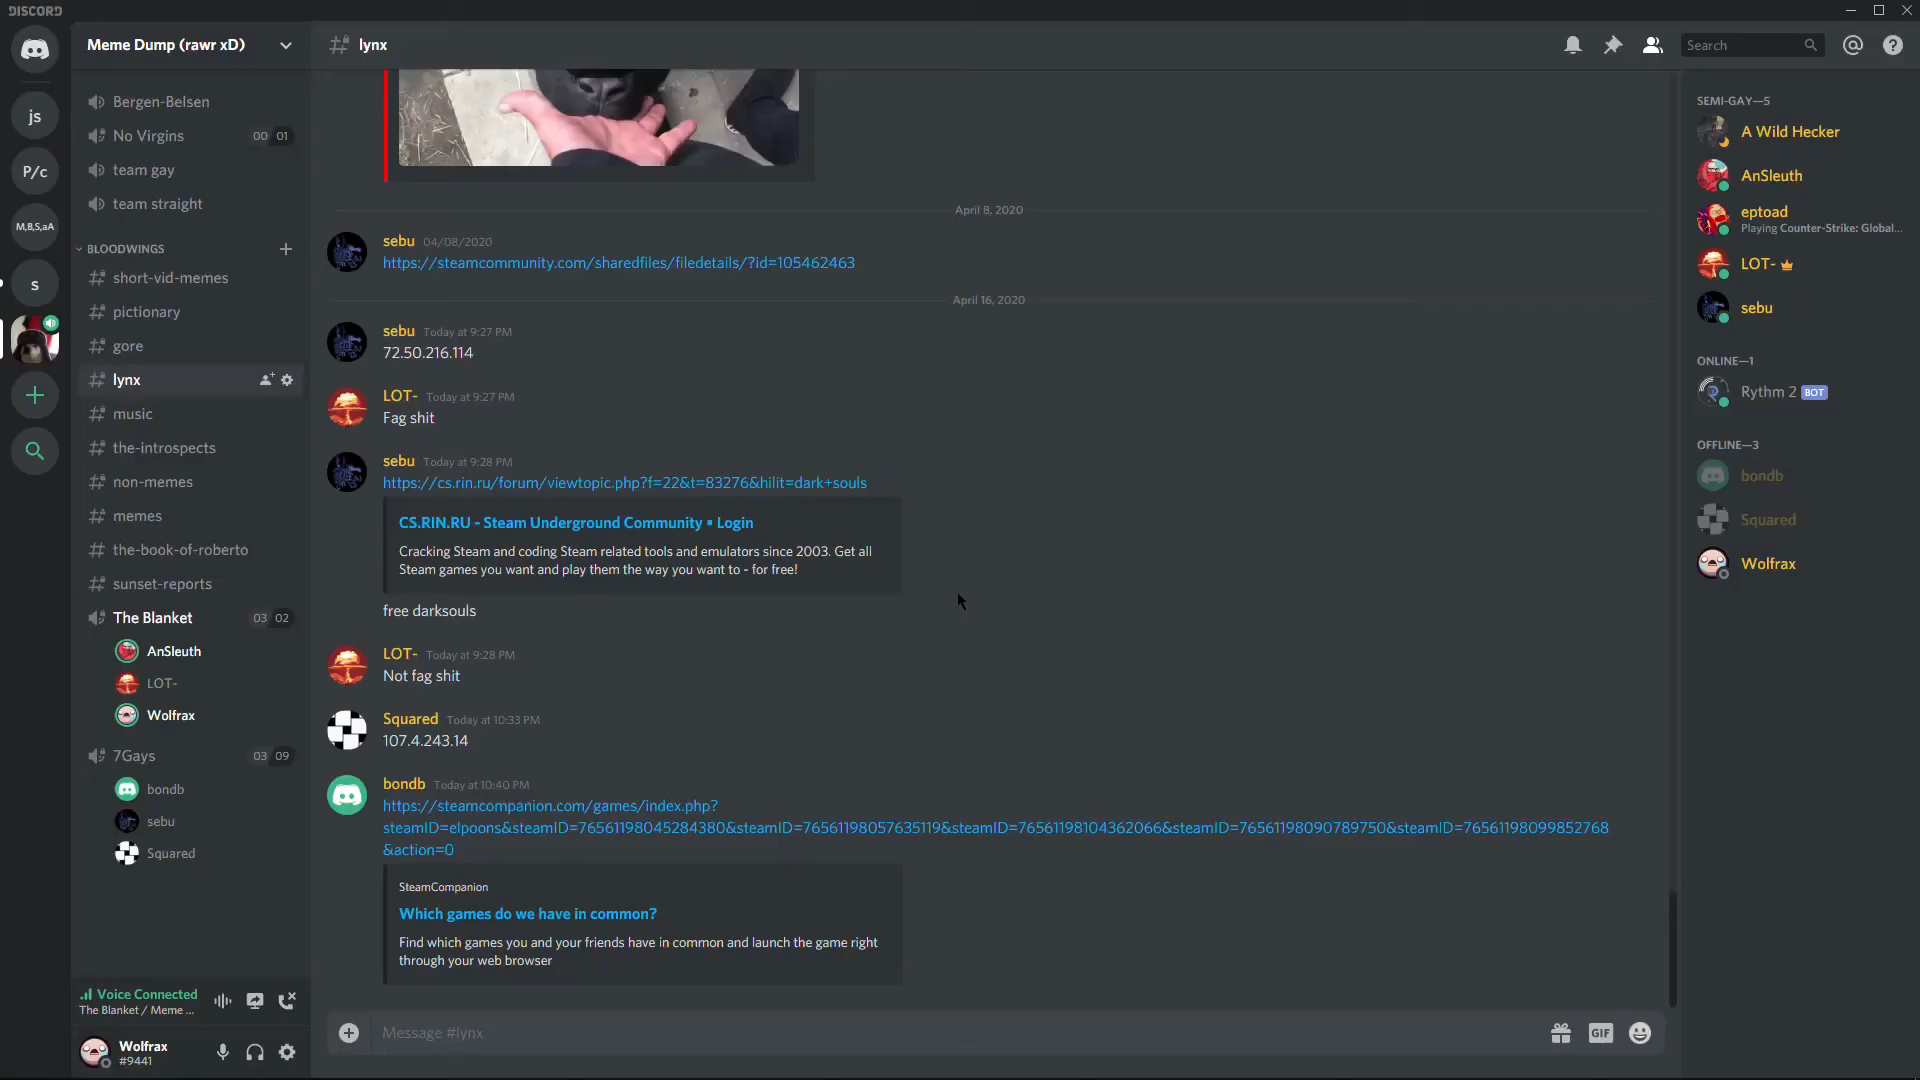 DISCORD
Meme Dump (rawr xD)
lynx
Search
js
P/c
M,B,S,aA
s
Bergen-Belsen
No Virgins 00 01
team gay
team straight
BLOODWINGS
short-vid-memes
pictionary
gore
lynx
music
the-introspects
non-memes
memes
the-book-of-roberto
sunset-reports
The Blanket 03 02
AnSleuth
LOT-
Wolfrax
7Gays 03 09
bondb
sebu
Squared
Voice Connected
The Blanket / Meme ...
Wolfrax
#9441
April 8, 2020
sebu 04/08/2020
https://steamcommunity.com/sharedfiles/filedetails/?id=105462463
April 16, 2020
sebu Today at 9:27 PM
72.50.216.114
LOT- Today at 9:27 PM
Fag shit
sebu Today at 9:28 PM
https://cs.rin.ru/forum/viewtopic.php?f=22&t=83276&hilit=dark+souls
CS.RIN.RU - Steam Underground Community • Login
Cracking Steam and coding Steam related tools and emulators since 2003. Get all
Steam games you want and play them the way you want to - for free!
free darksouls
LOT- Today at 9:28 PM
Not fag shit
Squared Today at 10:33 PM
107.4.243.14
bondb Today at 10:40 PM
https://steamcompanion.com/games/index.php?
steamID=elpoons&steamID=76561198045284380&steamID=76561198057635119&steamID=76561198104362066&steamID=76561198090789750&steamID=76561198099852768
&action=0
SteamCompanion
Which games do we have in common?
Find which games you and your friends have in common and launch the game right
through your web browser
Message #lynx
GIF
SEMI-GAY—5
A Wild Hecker
AnSleuth
eptoad
Playing Counter-Strike: Global...
LOT-
sebu
ONLINE—1
Rythm 2 BOT
OFFLINE—3
bondb
Squared
Wolfrax